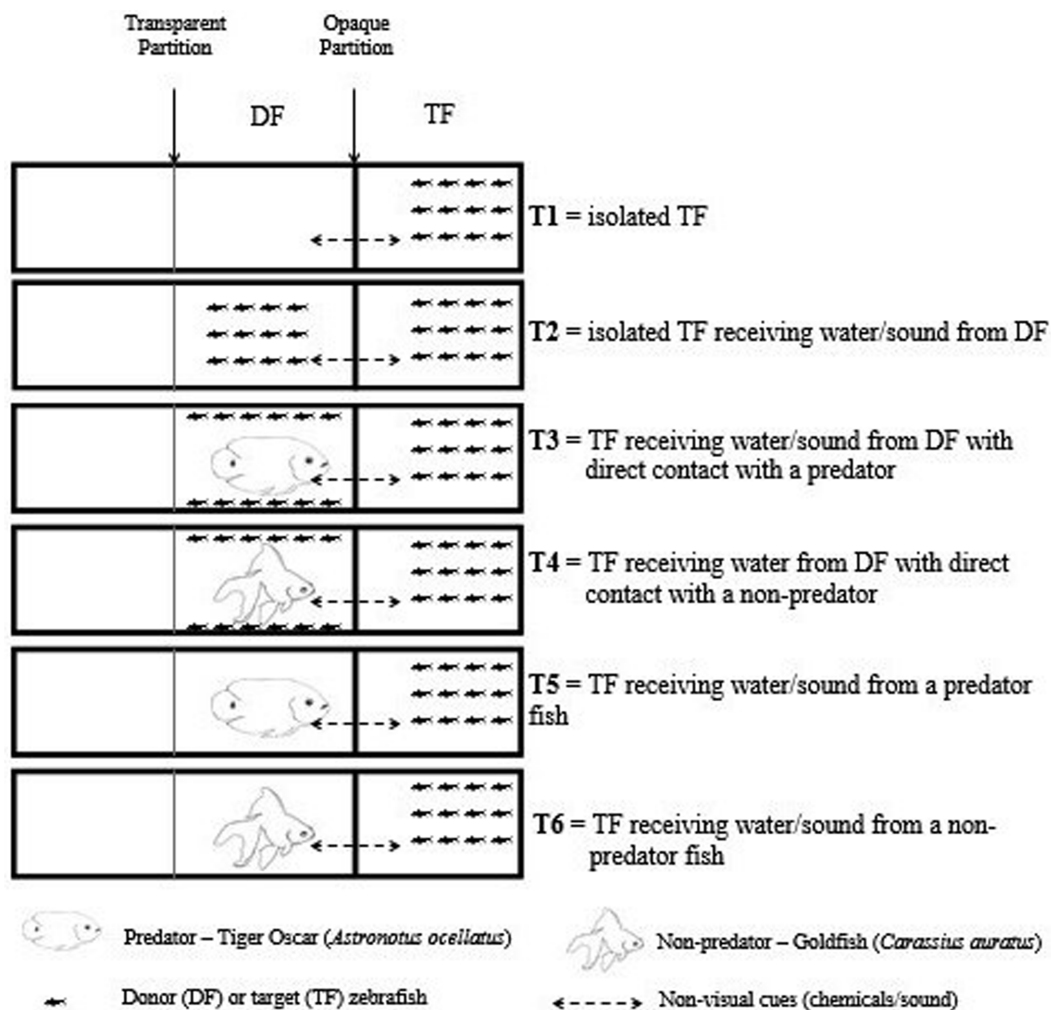 Transparent
Partition
Opaque
Partition
DF
TF
T1 = isolated TF
T2 = isolated TF receiving water/sound from DF
T3 = TF receiving water/sound from DF with
direct contact with a predator
T4 = TF receiving water from DF with direct
contact with a non-predator
T5 = TF receiving water/sound from a predator
fish
T6 = TF receiving water/sound from a non-
predator fish
Predator – Tiger Oscar (Astronotus ocellatus)
Non-predator – Goldfish (Carassius auratus)
Donor (DF) or target (TF) zebrafish
Non-visual cues (chemicals/sound)